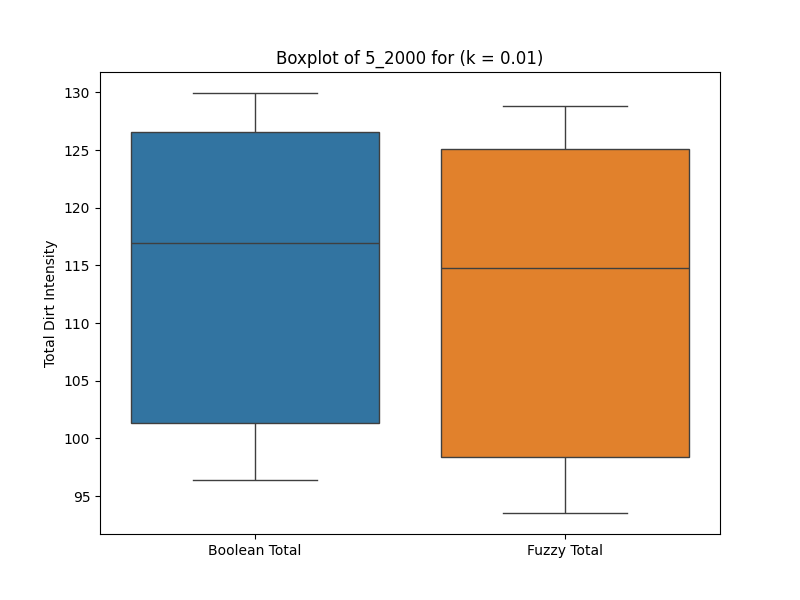 Boxplot of 5_2000 for (k = 0.01)
130
125
120
115
110
105
100
95
Total Dirt Intensity
Boolean Total
Fuzzy Total